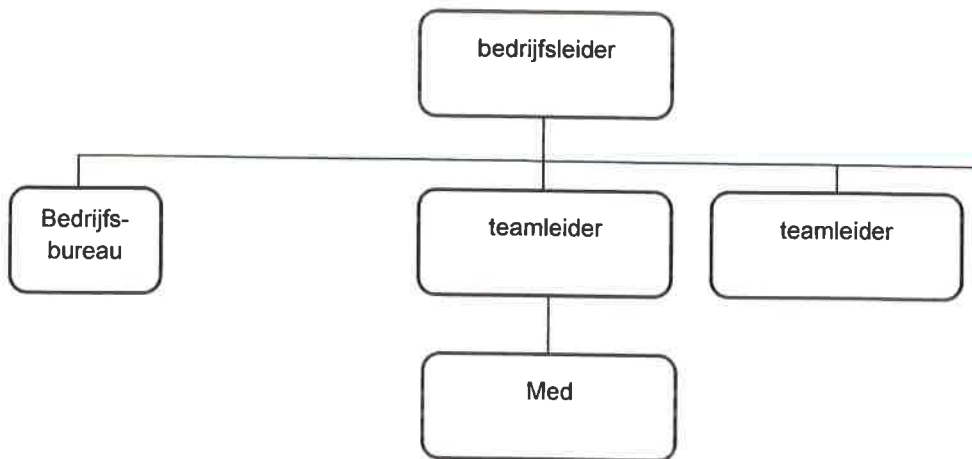 bedrijfsleider
Bedrijfs-
bureau
teamleider
teamleider
Med